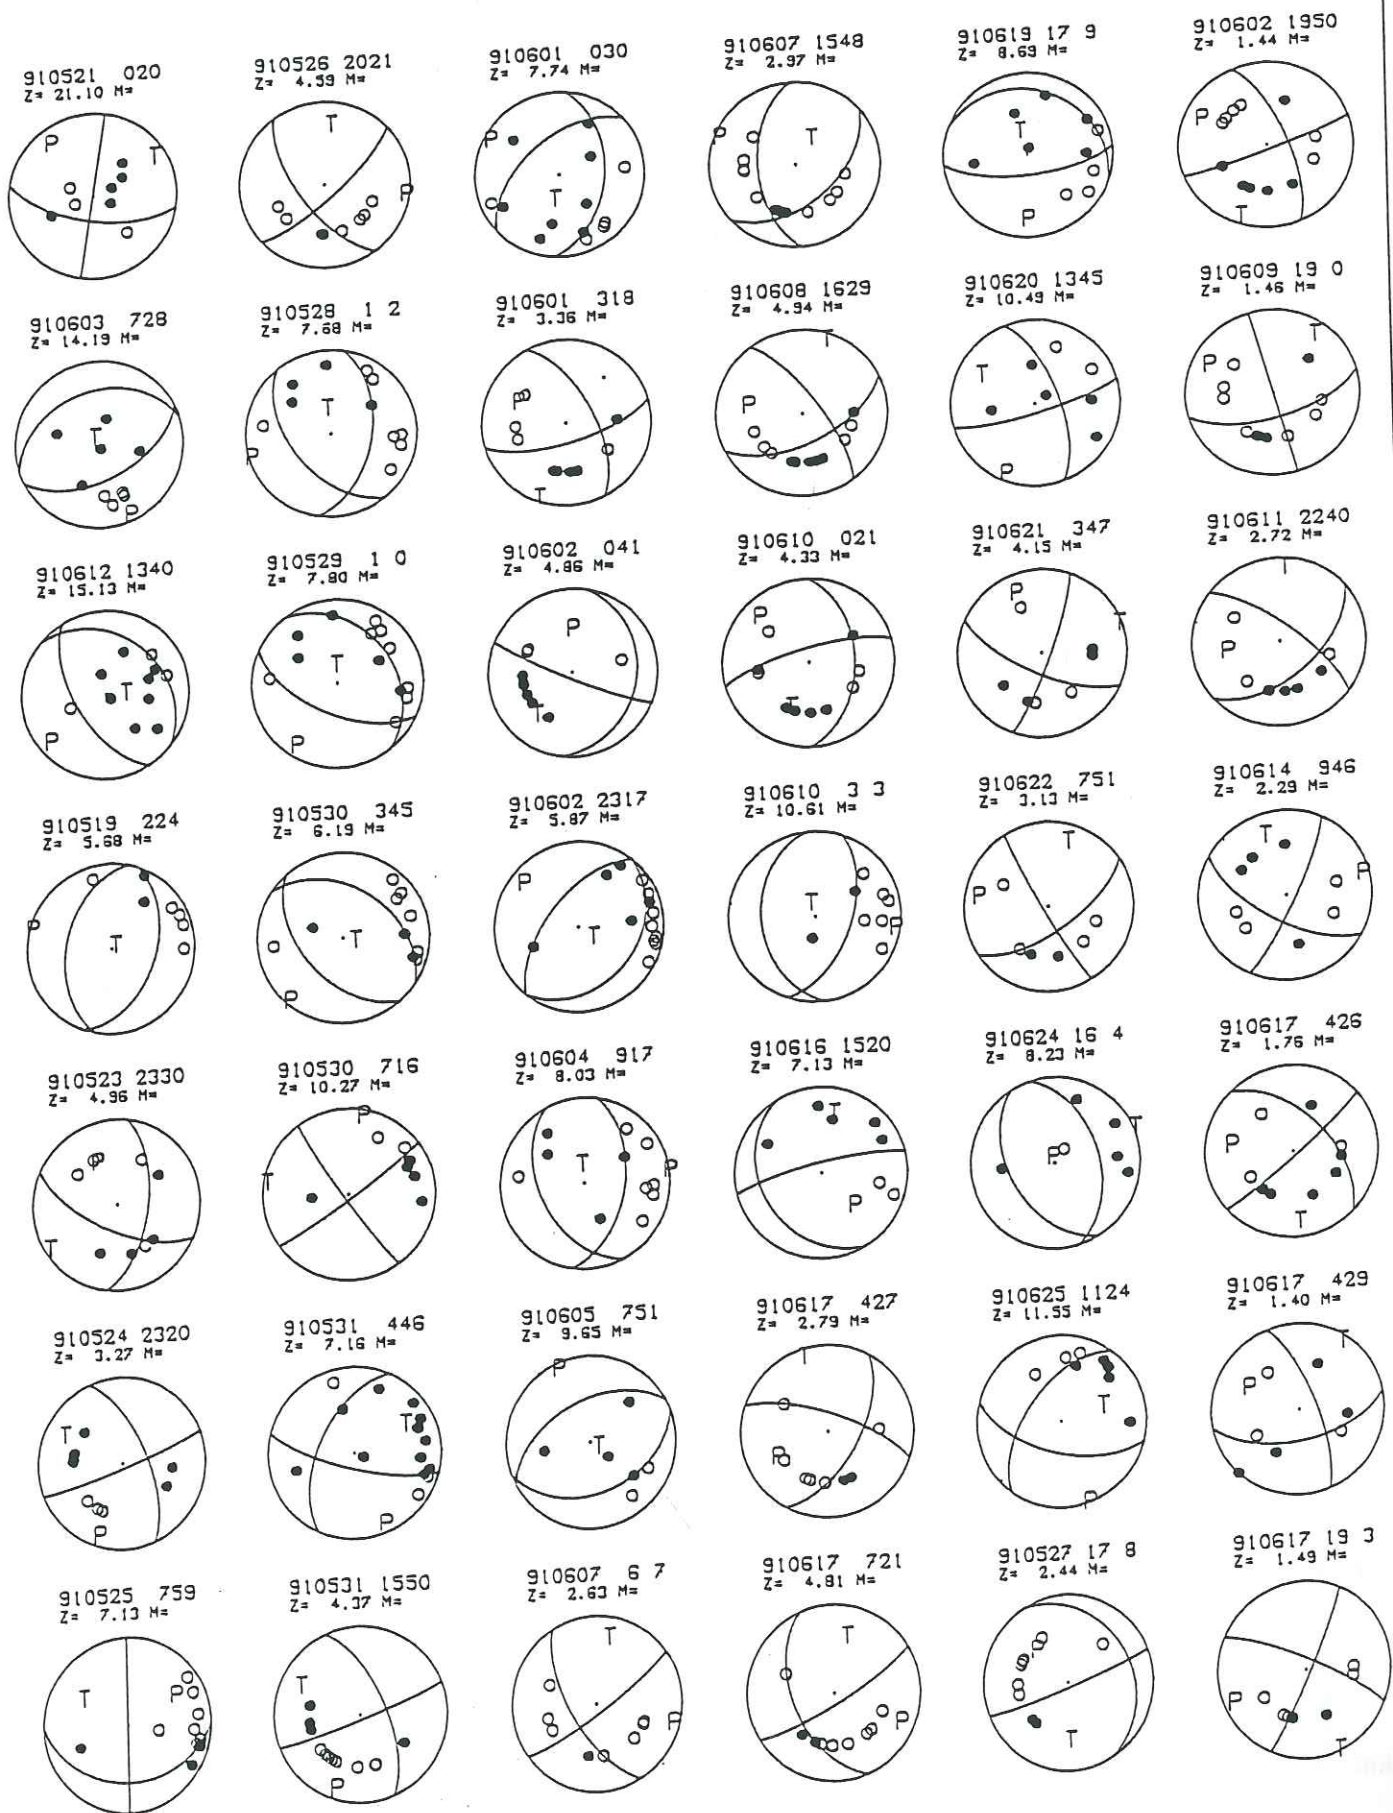 910521 020
Z= 21.10 M=
P
T
910526 2021
Z= 4.59 M=
T
P
910601 030
Z= 7.74 M=
P
T
910607 1548
Z= 2.97 M=
P
T
910619 17 9
Z= 8.69 M=
T
P
910602 1950
Z= 1.44 M=
P
T
910603 728
Z= 14.19 M=
T
P
910528 1 2
Z= 7.68 M=
T
P
910601 318
Z= 3.36 M=
P
T
910608 1629
Z= 4.94 M=
T
P
910620 1345
Z= 10.49 M=
T
P
910609 19 0
Z= 1.46 M=
T
P
910612 1340
Z= 15.13 M=
T
P
910529 1 0
Z= 7.80 M=
T
P
910602 041
Z= 4.86 M=
P
T
910610 021
Z= 4.33 M=
P
T
910621 347
Z= 4.15 M=
P
T
910611 2240
Z= 2.72 M=
T
P
910519 224
Z= 5.68 M=
P
T
910530 345
Z= 6.19 M=
T
P
910602 2317
Z= 5.87 M=
P
T
910610 3 3
Z= 10.61 M=
T
P
910622 751
Z= 3.13 M=
T
P
910614 946
Z= 2.29 M=
T
P
910523 2330
Z= 4.96 M=
P
T
910530 716
Z= 10.27 M=
P
T
910604 917
Z= 8.03 M=
T
P
910616 1520
Z= 7.13 M=
T
P
910624 16 4
Z= 8.23 M=
T
P
910617 426
Z= 1.76 M=
P
T
910524 2320
Z= 3.27 M=
T
P
910531 446
Z= 7.16 M=
T
P
910605 751
Z= 9.65 M=
P
T
910617 427
Z= 2.79 M=
T
P
910625 1124
Z= 11.55 M=
T
P
910617 429
Z= 1.40 M=
T
P
910525 759
Z= 7.13 M=
T
P
910531 1550
Z= 4.37 M=
T
P
910607 6 7
Z= 2.63 M=
T
P
910617 721
Z= 4.81 M=
T
P
910527 17 8
Z= 2.44 M=
P
T
910617 19 3
Z= 1.49 M=
P
T